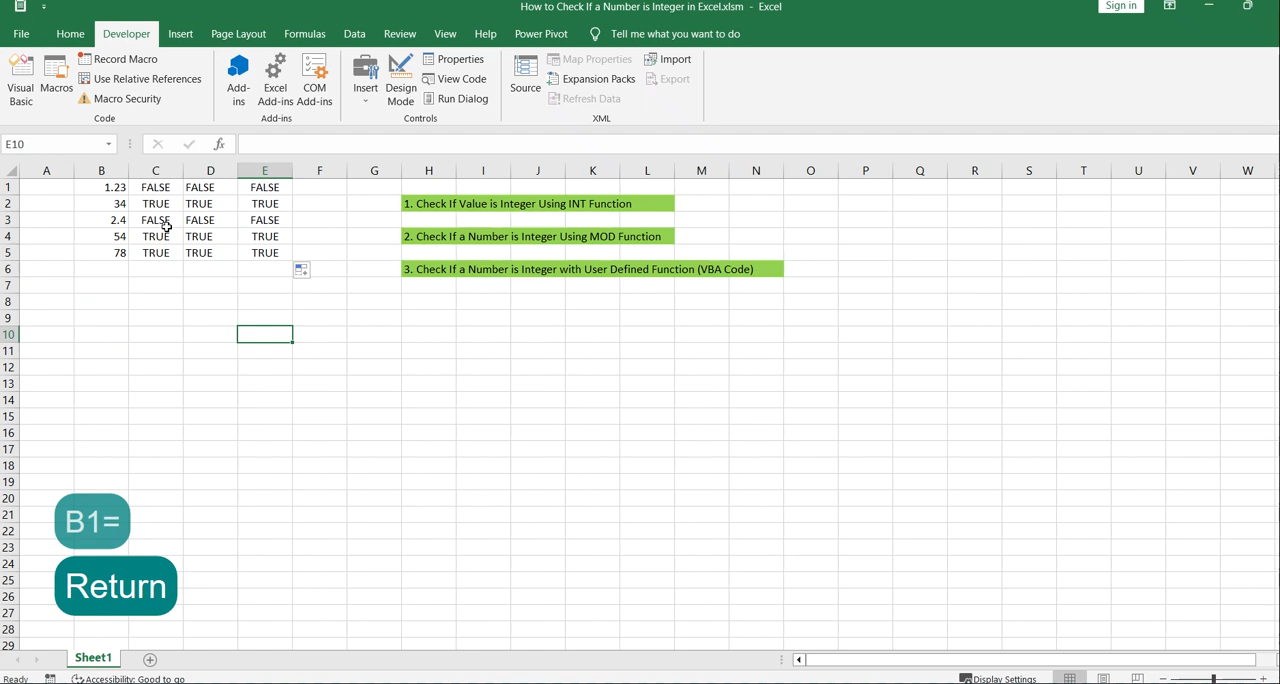 How to Check If a Number is Integer in Excel.xlsm - Excel
Sign in
File Home Developer Insert Page Layout Formulas Data Review View Help Power Pivot Tell me what you want to do
Visual Basic
Macros
Record Macro
Use Relative References
Macro Security
Code
Add-ins
Excel Add-ins
COM Add-ins
Add-ins
Insert
Design Mode
Properties
View Code
Run Dialog
Controls
Source
Map Properties
Expansion Packs
Refresh Data
Import
Export
XML
E10
fx
A B C D E F G H I J K L M N O P Q R S T U V W
1 1.23 FALSE FALSE FALSE
2 34 TRUE TRUE TRUE 1. Check If Value is Integer Using INT Function
3 2.4 FALSE FALSE FALSE
4 54 TRUE TRUE TRUE 2. Check If a Number is Integer Using MOD Function
5 78 TRUE TRUE TRUE
6 3. Check If a Number is Integer with User Defined Function (VBA Code)
7
8
9
10
11
12
13
14
15
16
17
18
19
20
21
22
23
24
25
26
27
28
29
B1=
Return
Sheet1
Ready Accessibility: Good to go Display Settings